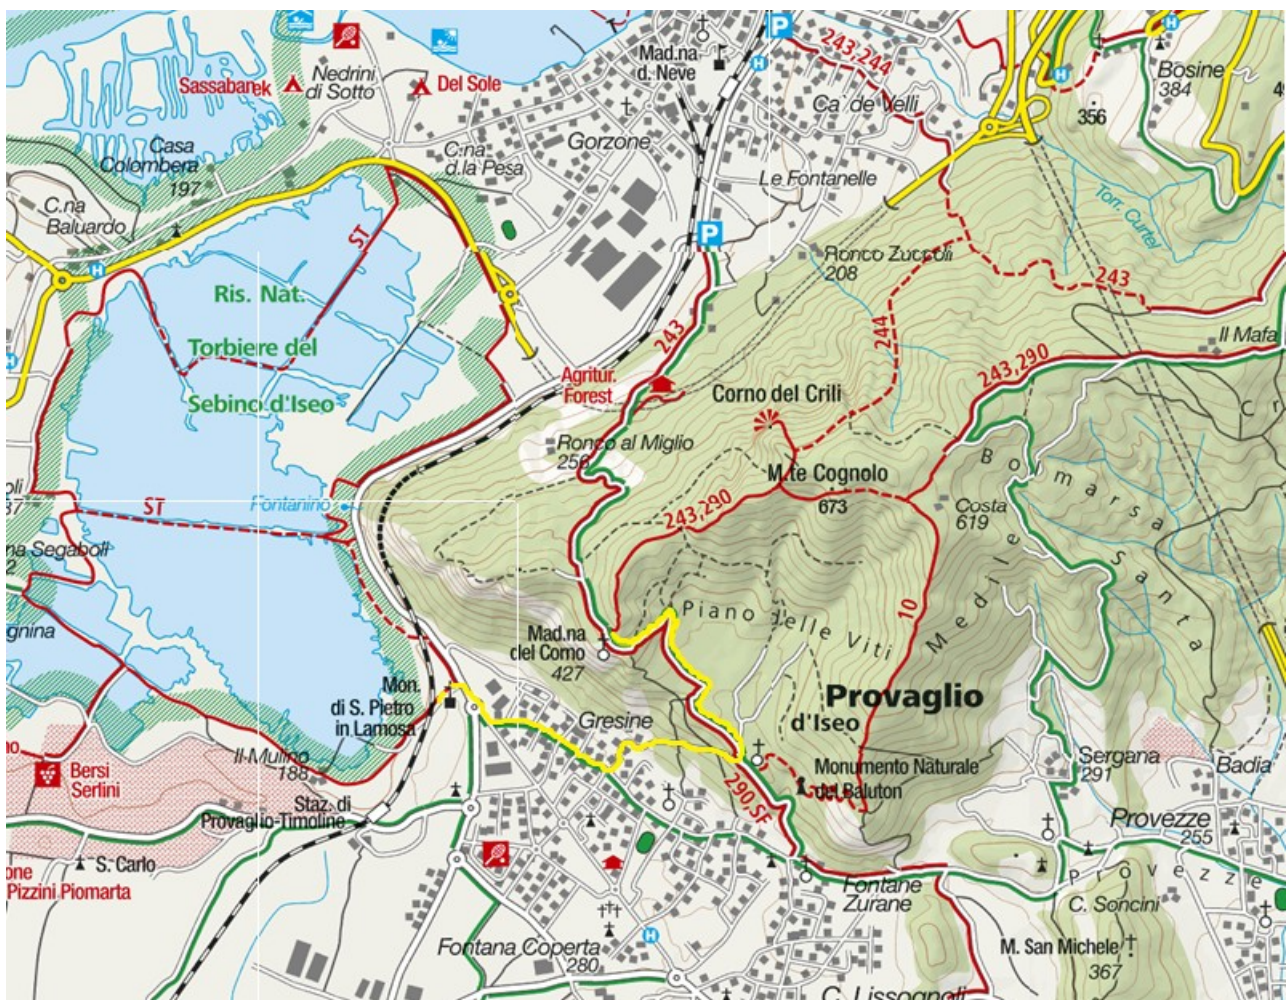 P
243,244
Mad.na
d. Neve
H
H
H
Bosine
384
Nedrini
di Sotto
Sassabanek
Del Sole
Ca' de Velli
356
Gorzone
Casa
Colombera
197
C.na
d.la Pesa
Le Fontanelle
C.na
Baluardo
ST
P
Torr. Curtel
Ronco Zuccoli
208
H
243
Ris. Nat.
Torbiere del
Sebino d'Iseo
243
244
Il Mafa
H
243,290
Agritur.
Forest
Corno del Crili
Ronco al Miglio
256
M.te Cognolo
673
Bomarsa
Santa
Costa
619
Medile
243,290
Fontanino
ST
na Segaboli
gnina
10
Piano delle Viti
Mad.na
del Corno
427
Mon.
di S. Pietro
in Lamosa
Provaglio
d'Iseo
Gresine
Il Mulino
188
Bersi
Serlini
Monumento Naturale
del Baluton
Sergana
291
Badia
290,SF
Staz. di
Provaglio-Timoline
Provezze
255
S. Carlo
one
Pizzini Piomarta
Fontane
Zurane
Provezze
C. Soncini
Fontana Coperta
280
H
M. San Michele
367
C. Lissognoli